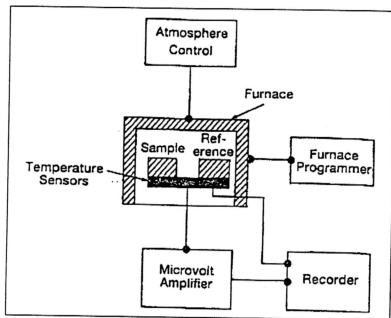 Atmosphere
Control
Furnace
Sample
Ref-
erence
Temperature
Sensors
Furnace
Programmer
Microvolt
Amplifier
Recorder